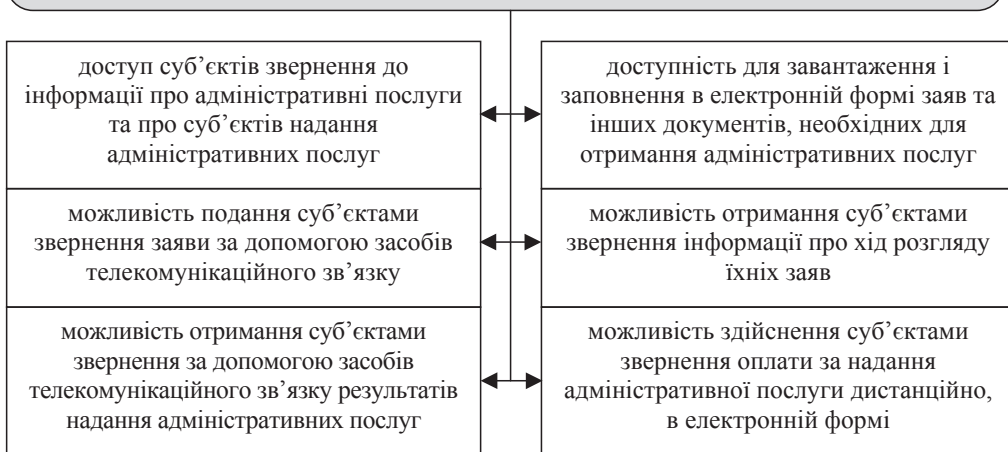 доступ суб’єктів звернення до
інформації про адміністративні послуги
та про суб’єктів надання
адміністративних послуг
доступність для завантаження і
заповнення в електронній формі заяв та
інших документів, необхідних для
отримання адміністративних послуг
можливість подання суб’єктами
звернення заяви за допомогою засобів
телекомунікаційного зв’язку
можливість отримання суб’єктами
звернення інформації про хід розгляду
їхніх заяв
можливість отримання суб’єктами
звернення за допомогою засобів
телекомунікаційного зв’язку результатів
надання адміністративних послуг
можливість здійснення суб’єктами
звернення оплати за надання
адміністративної послуги дистанційно,
в електронній формі